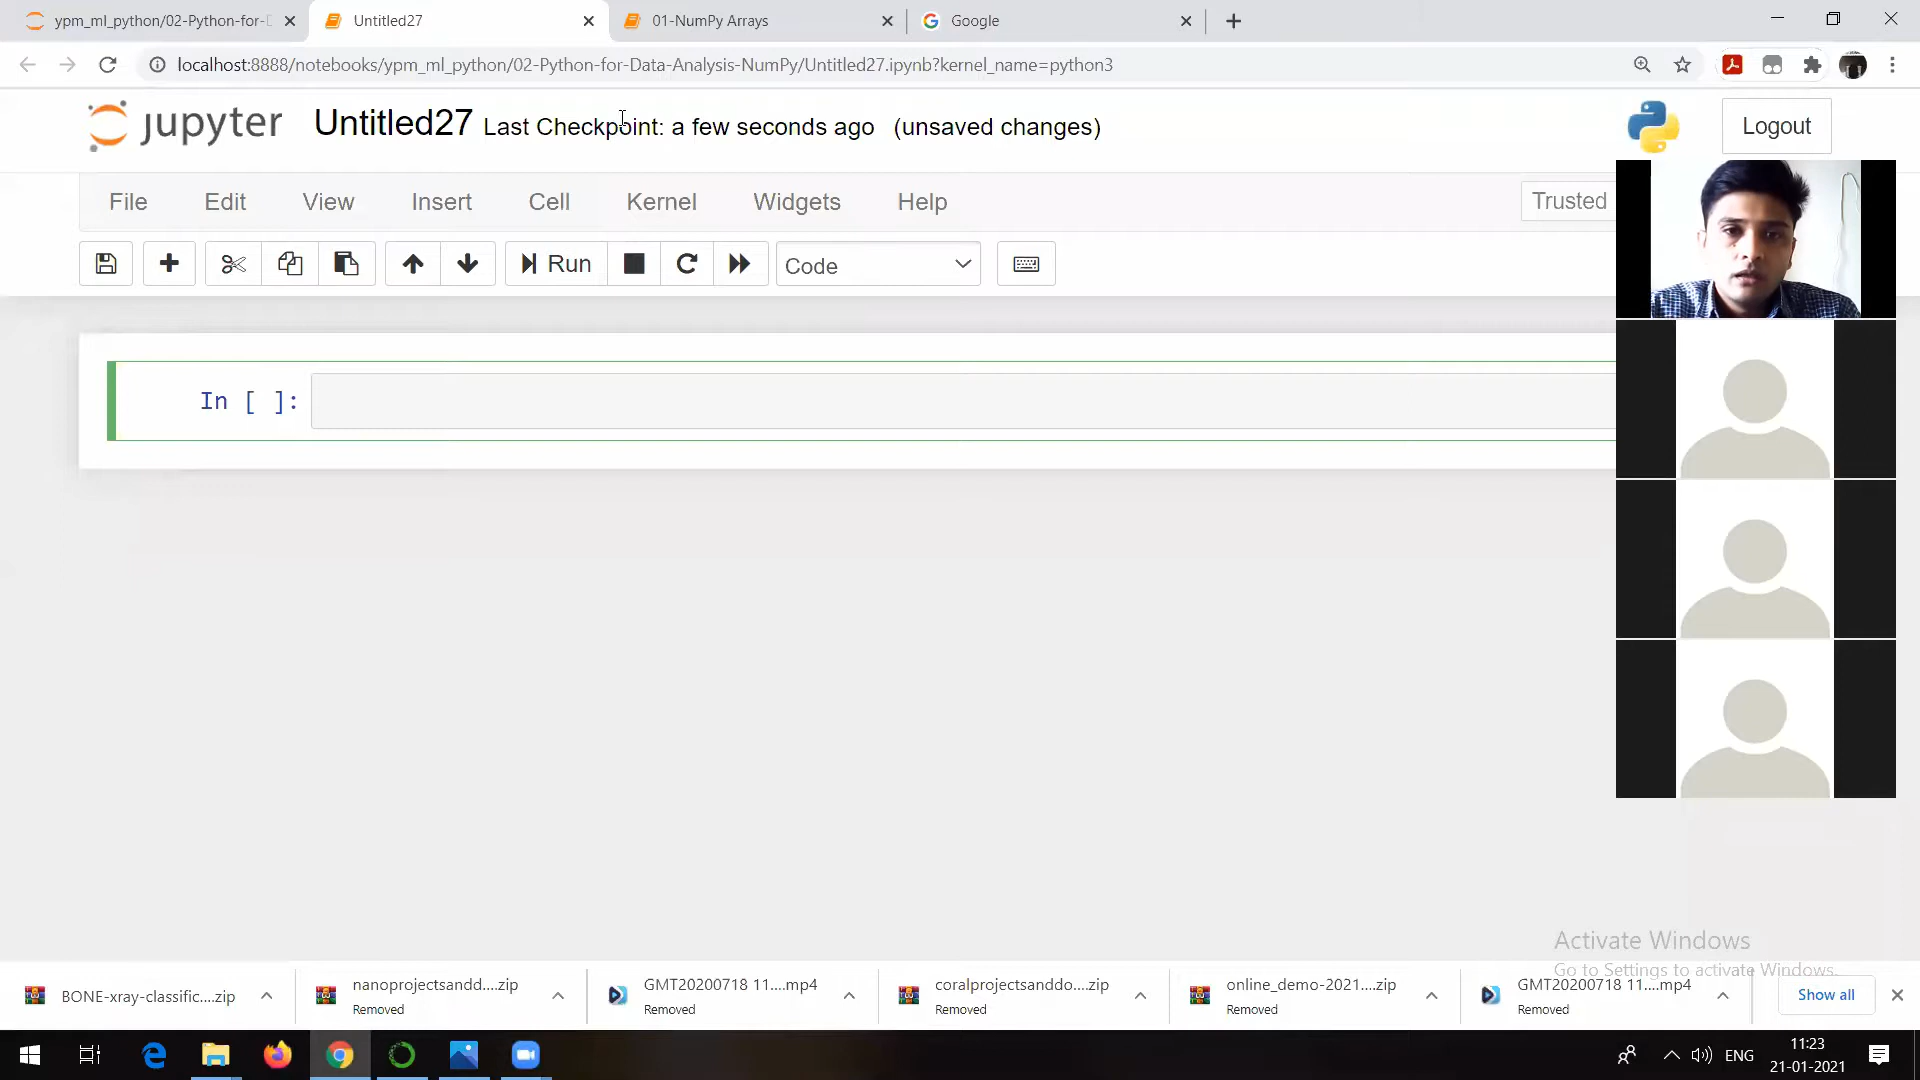 ypm_ml_python/02-Python-for-D
Untitled27
01-NumPy Arrays
Google
localhost:8888/notebooks/ypm_ml_python/02-Python-for-Data-Analysis-NumPy/Untitled27.ipynb?kernel_name=python3
jupyter Untitled27 Last Checkpoint: a few seconds ago (unsaved changes)
Logout
File Edit View Insert Cell Kernel Widgets Help
Trusted
Run
Code
In [ ]:
Activate Windows
Go to Settings to activate Windows.
BONE-xray-classific....zip
nanoprojectsandd....zip
Removed
GMT20200718 11....mp4
Removed
coralprojectsanddo....zip
Removed
online_demo-2021....zip
Removed
GMT20200718 11....mp4
Removed
Show all
ENG
11:23
21-01-2021